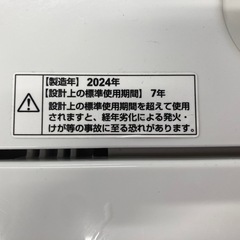 【製造年】2024年
【設計上の標準使用期間】7年
設計上の標準使用期間を超えて使用
されますと、経年劣化による発火・
けが等の事故に至る恐れがあります。